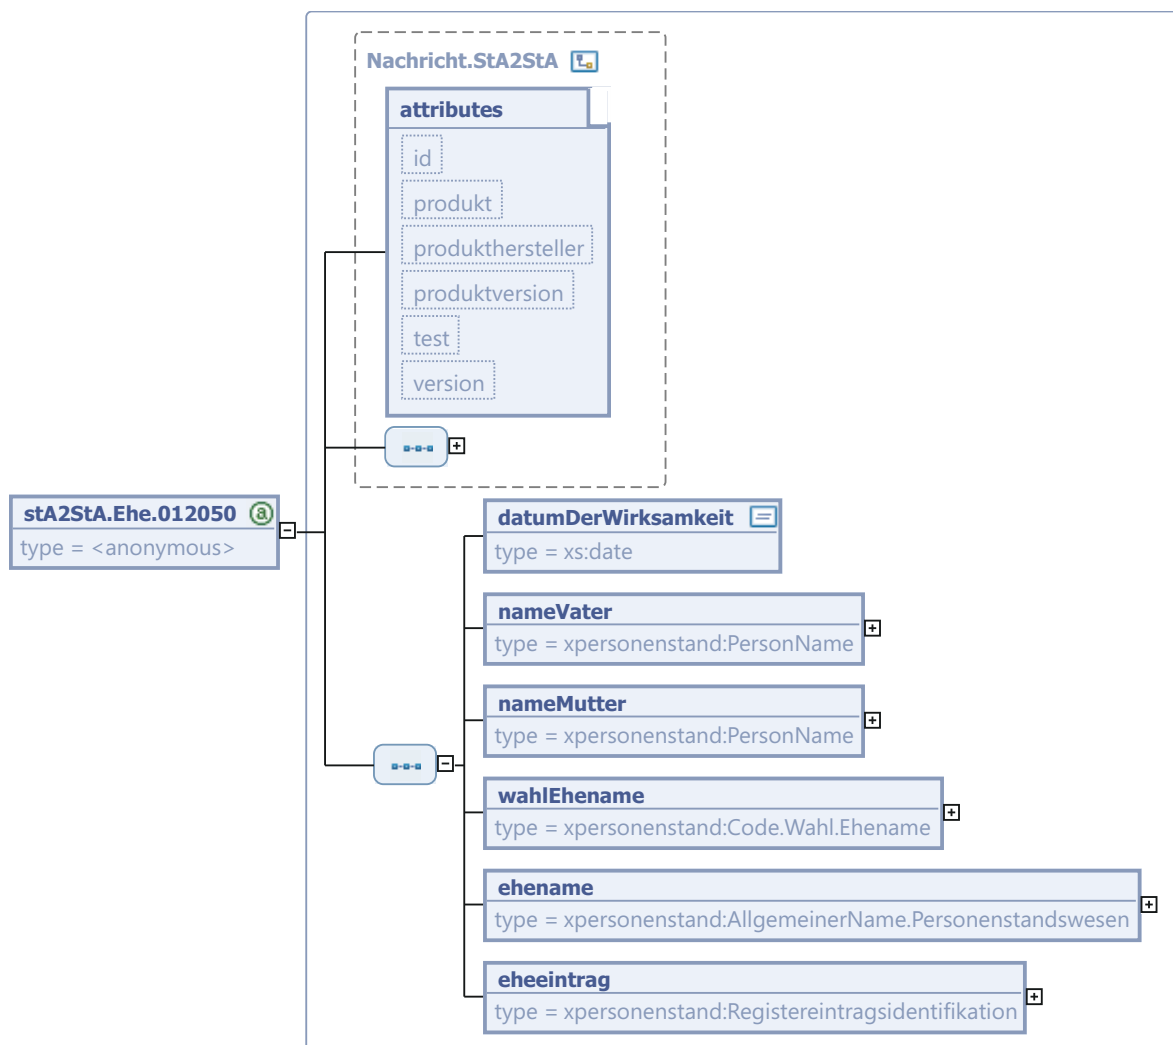 Nachricht.StA2StA
attributes
id
produkt
produkthersteller
produktversion
test
version
stA2StA.Ehe.012050
type = <anonymous>
datumDerWirksamkeit
type = xs:date
nameVater
type = xpersonenstand:PersonName
nameMutter
type = xpersonenstand:PersonName
wahlEhename
type = xpersonenstand:Code.Wahl.Ehename
ehename
type = xpersonenstand:AllgemeinerName.Personenstandswesen
eheeintrag
type = xpersonenstand:Registereintragsidentifikation